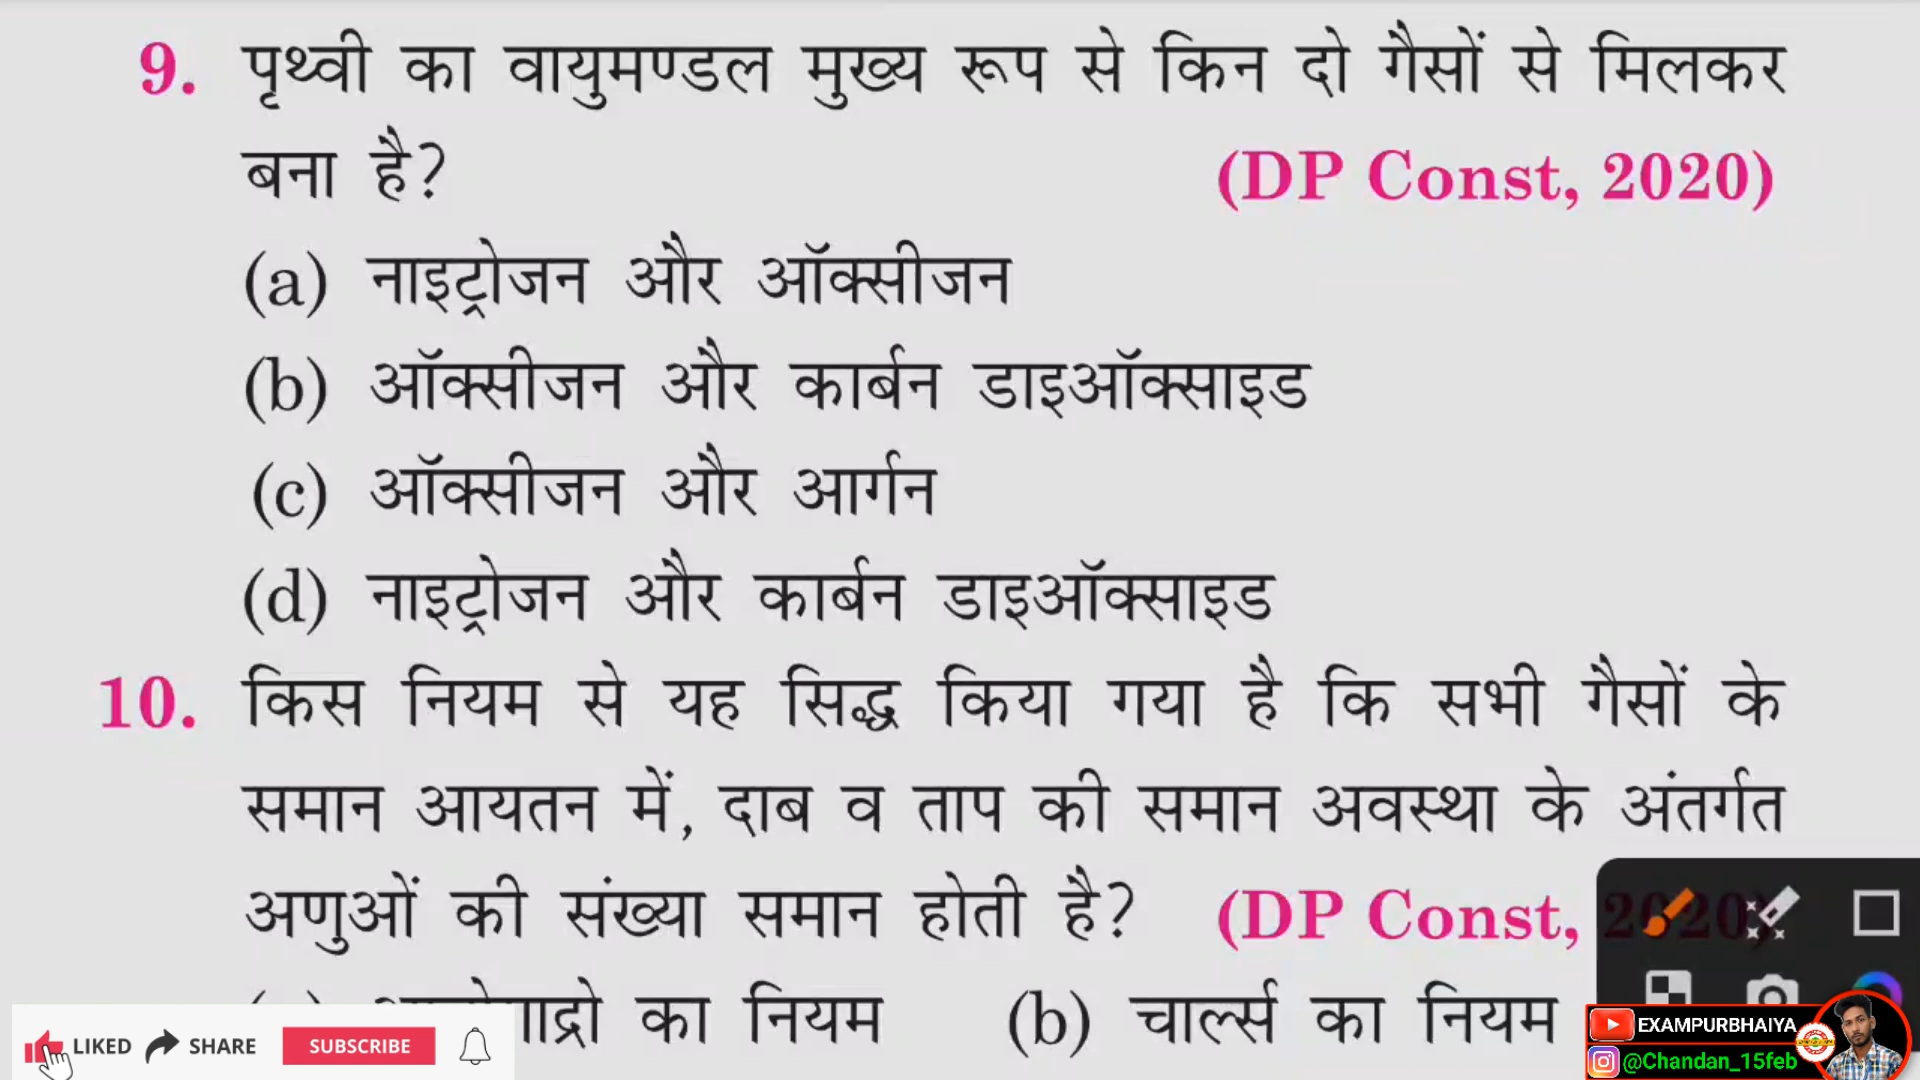 9. पृथ्वी का वायुमण्डल मुख्य रूप से किन दो गैसों से मिलकर
बना है? (DP Const, 2020)
(a) नाइट्रोजन और ऑक्सीजन
(b) ऑक्सीजन और कार्बन डाइऑक्साइड
(c) ऑक्सीजन और आर्गन
(d) नाइट्रोजन और कार्बन डाइऑक्साइड
10. किस नियम से यह सिद्ध किया गया है कि सभी गैसों के
समान आयतन में, दाब व ताप की समान अवस्था के अंतर्गत
अणुओं की संख्या समान होती है? (DP Const, 2020)
का नियम (b) चार्ल्स का नियम
LIKED SHARE SUBSCRIBE
EXAMPURBHAIYA
@Chandan_15feb